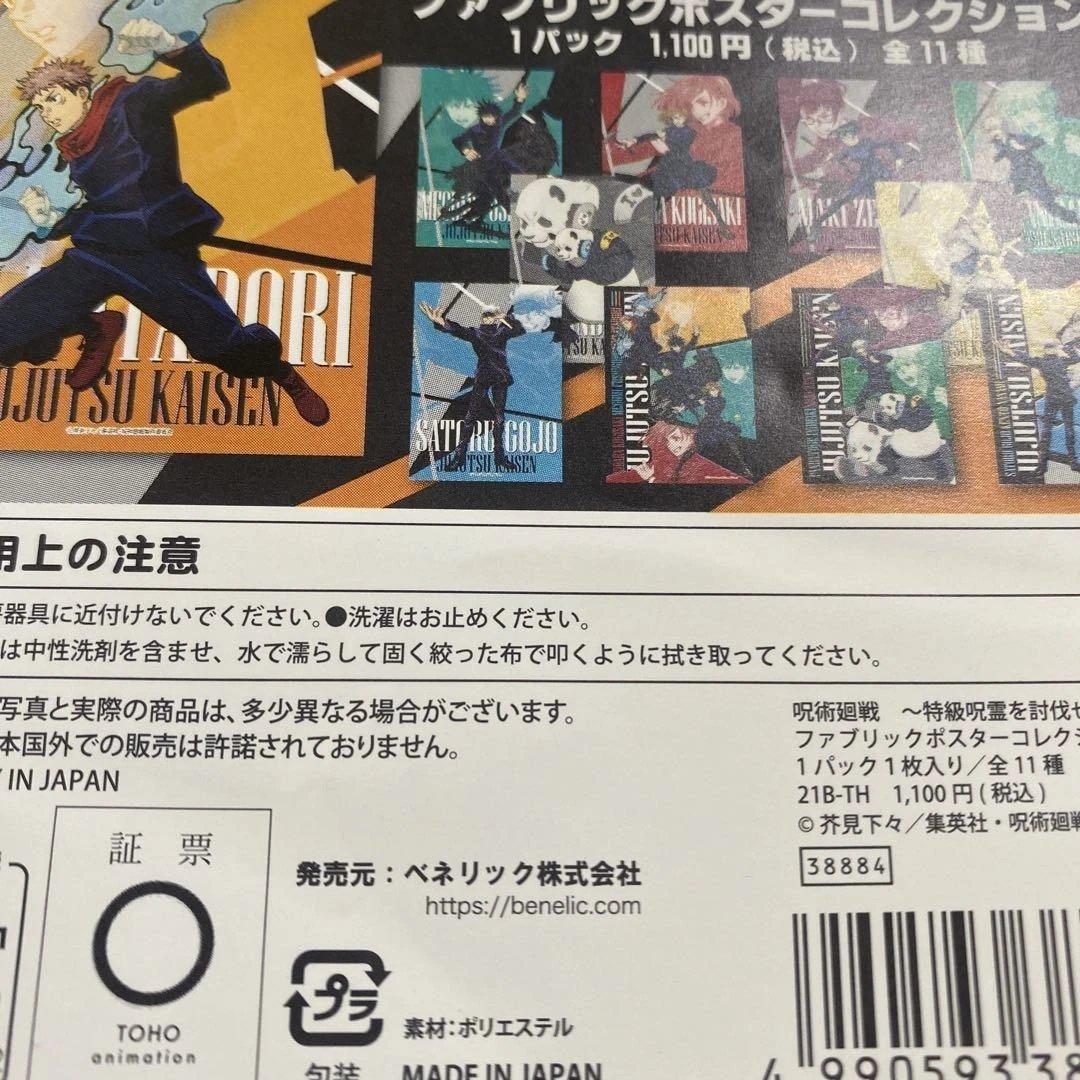 ファブリックポスターコレクション
1パック 1,100円(税込) 全11種
KUGISAKI
MAKI
JUTSU KAISEN
DORI
JUTSU KAISEN
SATORU GOJO
JUJUTSU KAISEN
JUJUTSU KAISEN
用上の注意
器具に近付けないでください。●洗濯はお止めください。
は中性洗剤を含ませ、水で濡らして固く絞った布で叩くように拭き取ってください。
写真と実際の商品は、多少異なる場合がございます。
本国外での販売は許諾されておりません。
IN JAPAN
証 票
TOHO
animation
発売元:ベネリック株式会社
https://benelic.com
プラ
包装
素材:ポリエステル
MADE IN JAPAN
呪術廻戦 ~特級呪霊を討伐せ
ファブリックポスターコレクシ
1パック1枚入り/全11種
21B-TH 1,100円(税込)
©芥見下々/集英社・呪術廻戦
38884
4 990593 38